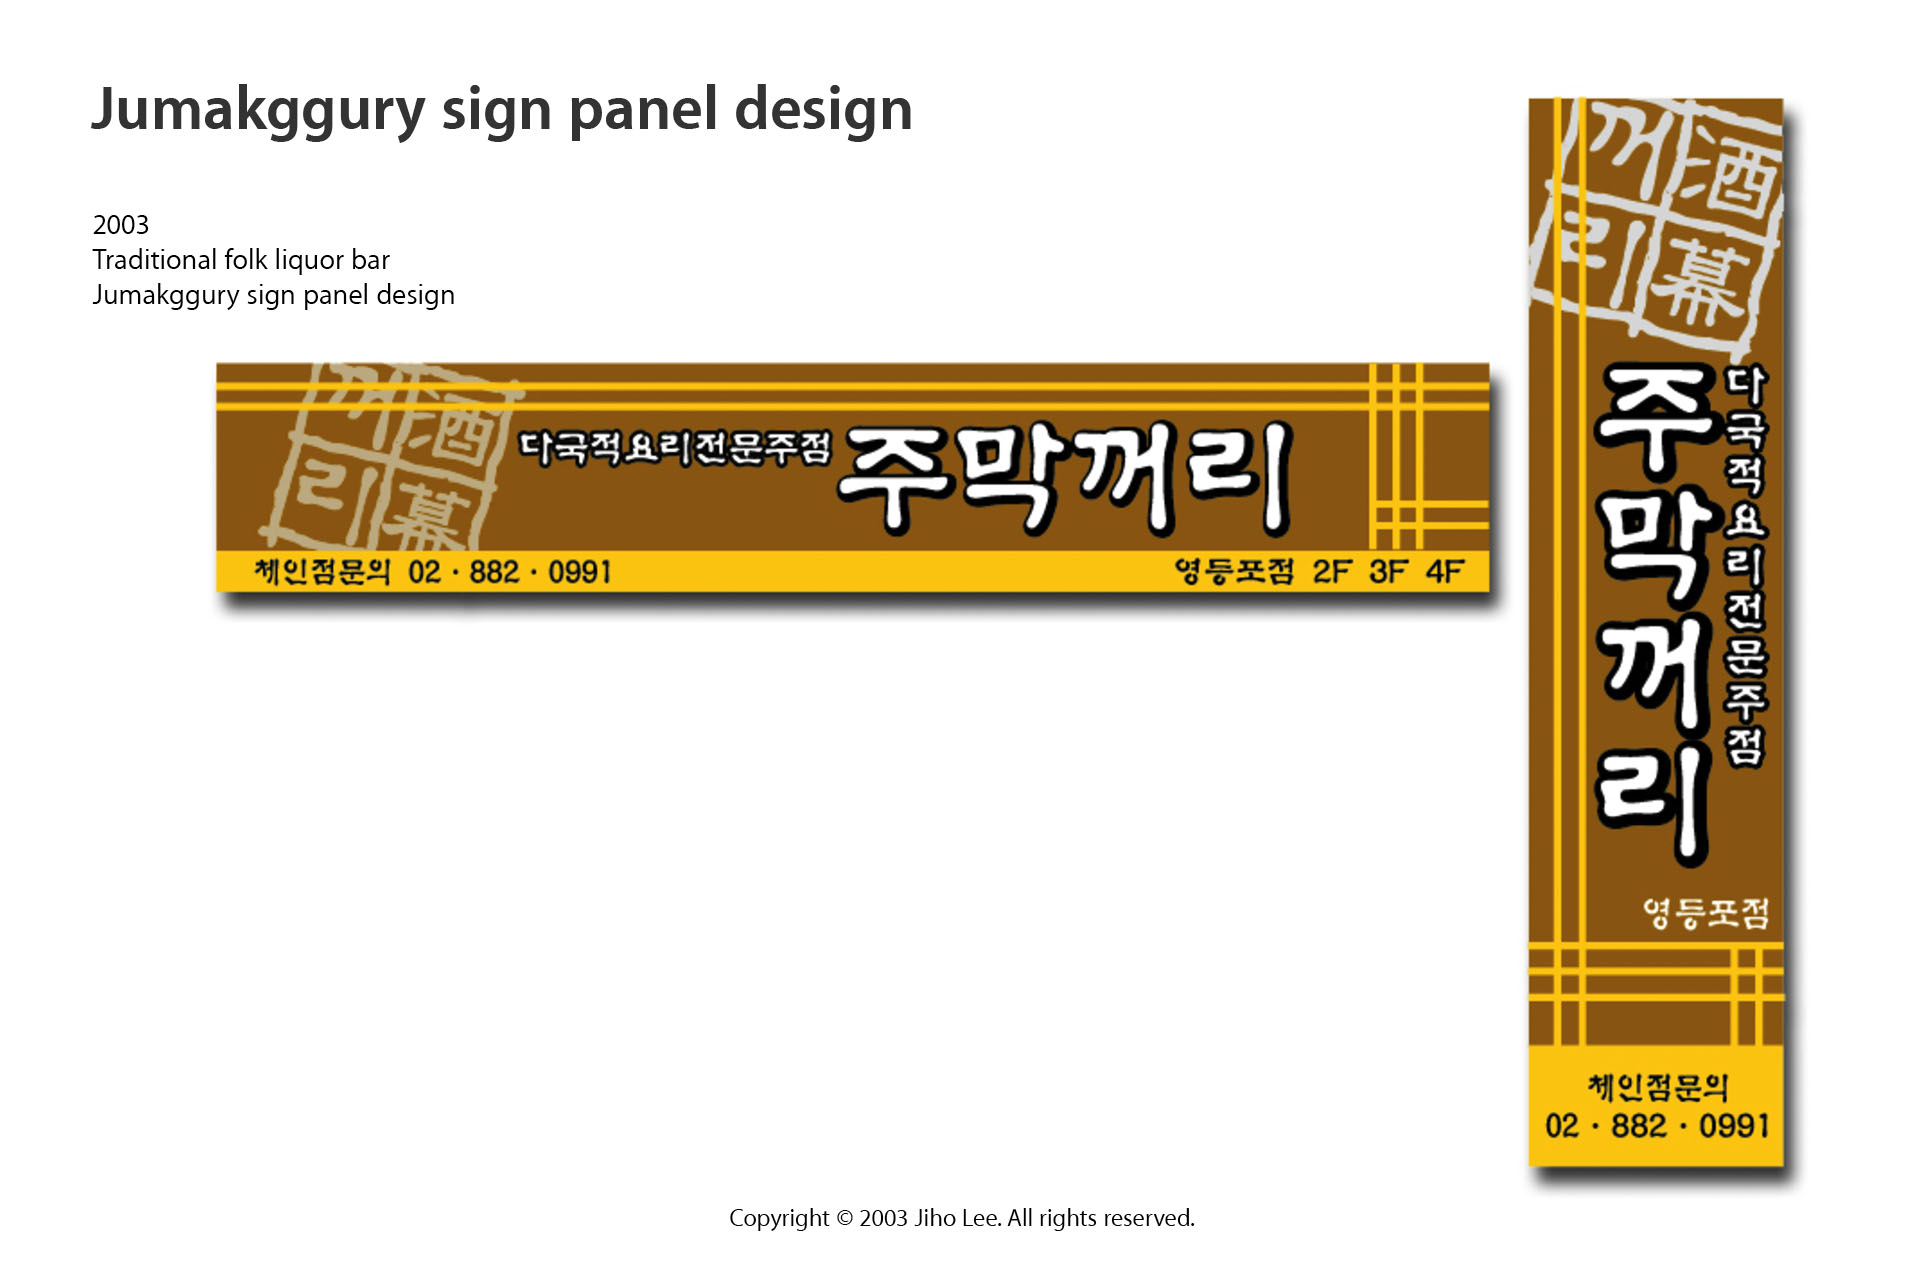 Jumakggury sign panel design
2003
Traditional folk liquor bar
Jumakggury sign panel design
꺼酒
리幕
다국적요리전문주점 주막꺼리
체인점문의 02·882·0991
영등포점 2F 3F 4F
꺼酒
리幕
다국적요리전문주점
주막꺼리
영등포점
체인점문의
02·882·0991
Copyright © 2003 Jiho Lee. All rights reserved.